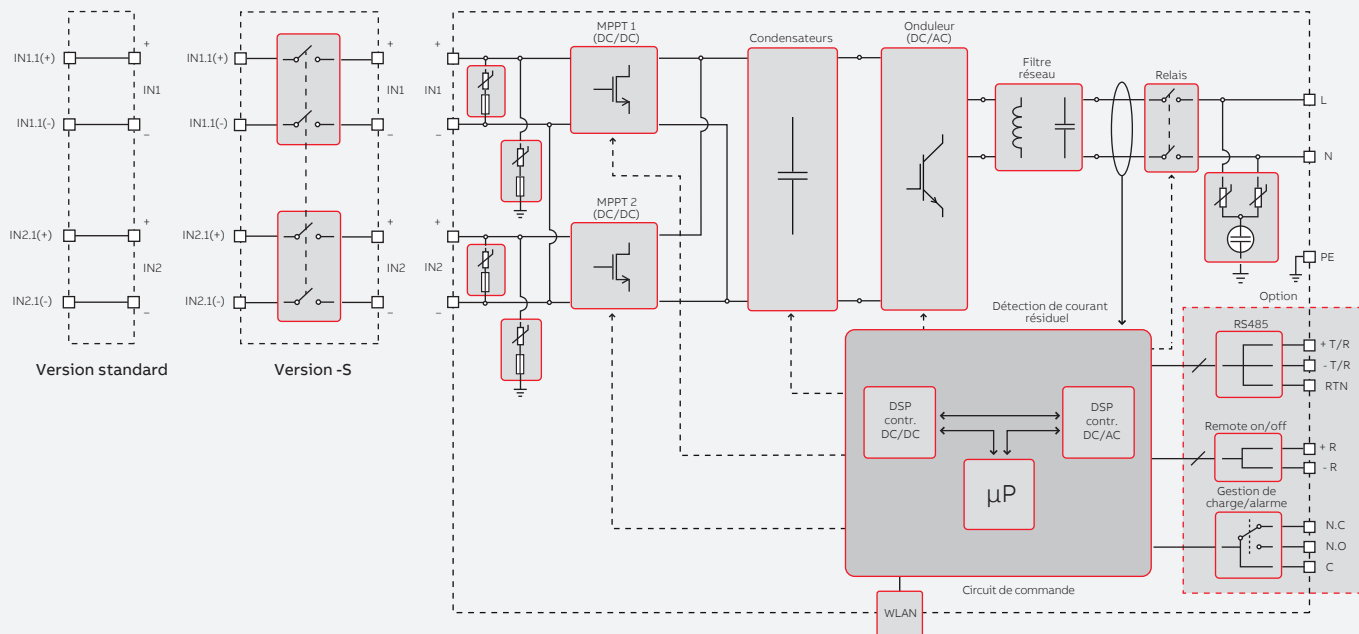 IN1.1(+)
IN1.1(-)
+
IN1
–
IN2.1(+)
IN2.1(-)
+
IN2
–
Version standard
IN1.1(+)
IN1.1(-)
+
IN1
–
IN2.1(+)
IN2.1(-)
+
IN2
–
Version -S
+
IN1
–
+
IN2
–
MPPT 1
(DC/DC)
MPPT 2
(DC/DC)
Condensateurs
Onduleur
(DC/AC)
Filtre
réseau
Relais
L
N
PE
Détection de courant
résiduel
DSP
contr.
DC/DC
DSP
contr.
DC/AC
µP
Circuit de commande
WLAN
Option
RS485
+ T/R
- T/R
RTN
Remote on/off
+ R
- R
Gestion de
charge/alarme
N.C
N.O
C